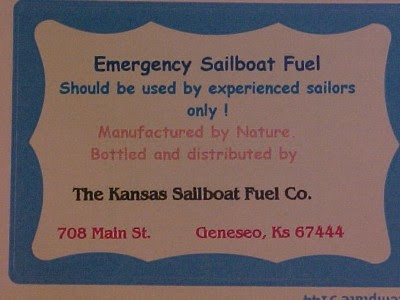 Emergency Sailboat Fuel
Should be used by experienced sailors
only !
Manufactured by Nature.
Bottled and distributed by
The Kansas Sailboat Fuel Co.
708 Main St. Geneseo, Ks 67444